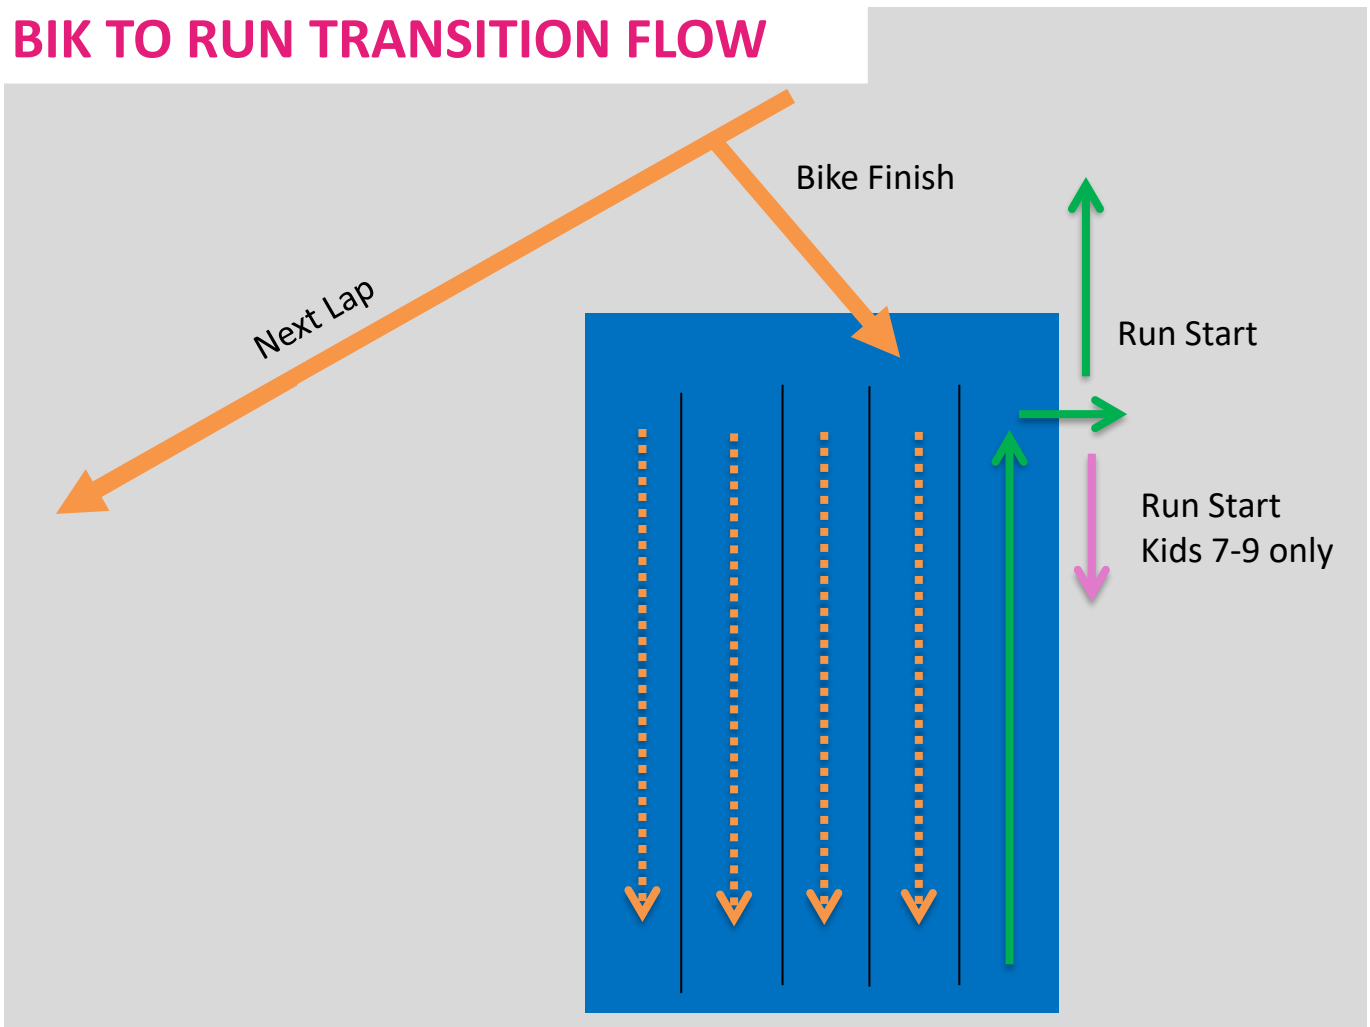 BIK TO RUN TRANSITION FLOW
Bike Finish
Next Lap
Run Start
Run Start
Kids 7-9 only